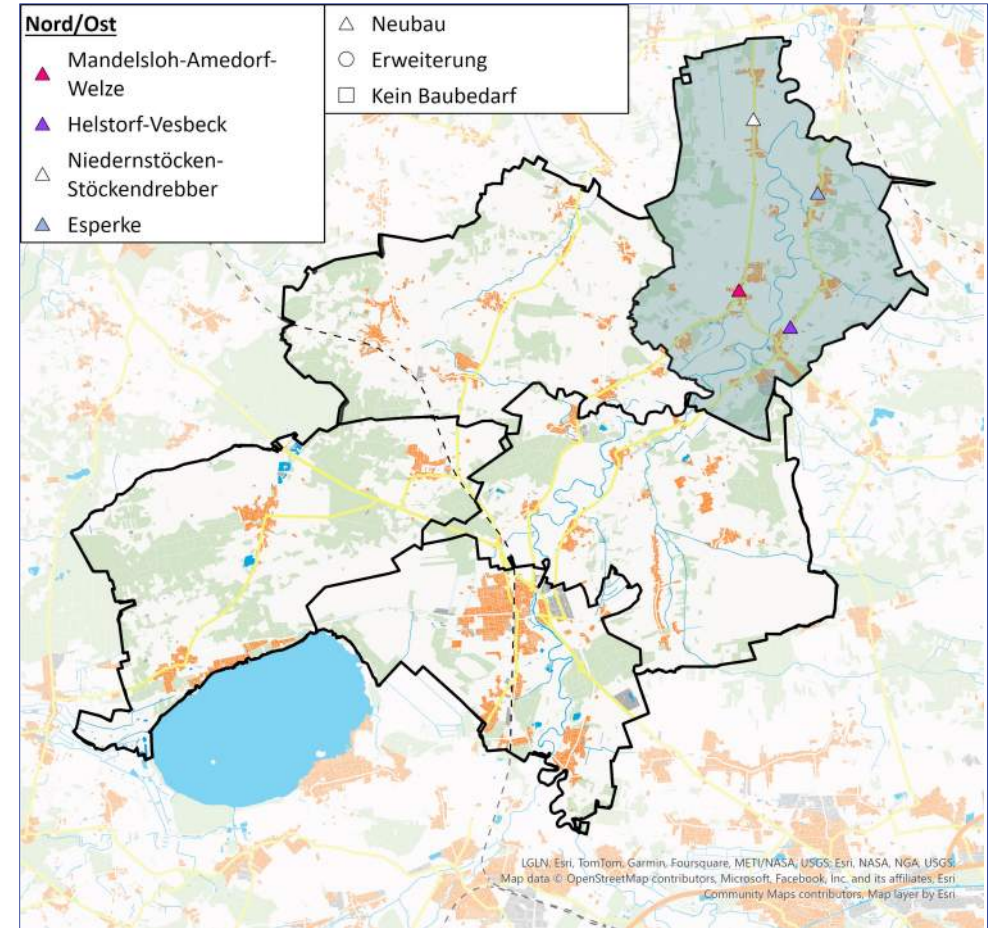 Nord/Ost
Mandelsloh-Amedorf-
Welze
Helstorf-Vesbeck
Niedernstöcken-
Stöckendrebber
Esperke
Neubau
Erweiterung
Kein Baubedarf
LGLN, Esri, TomTom, Garmin, Foursquare, METI/NASA, USGS; Esri, NASA, NGA, USGS;
Map data © OpenStreetMap contributors, Microsoft, Facebook, Inc. and its affiliates, Esri
Community Maps contributors, Map layer by Esri